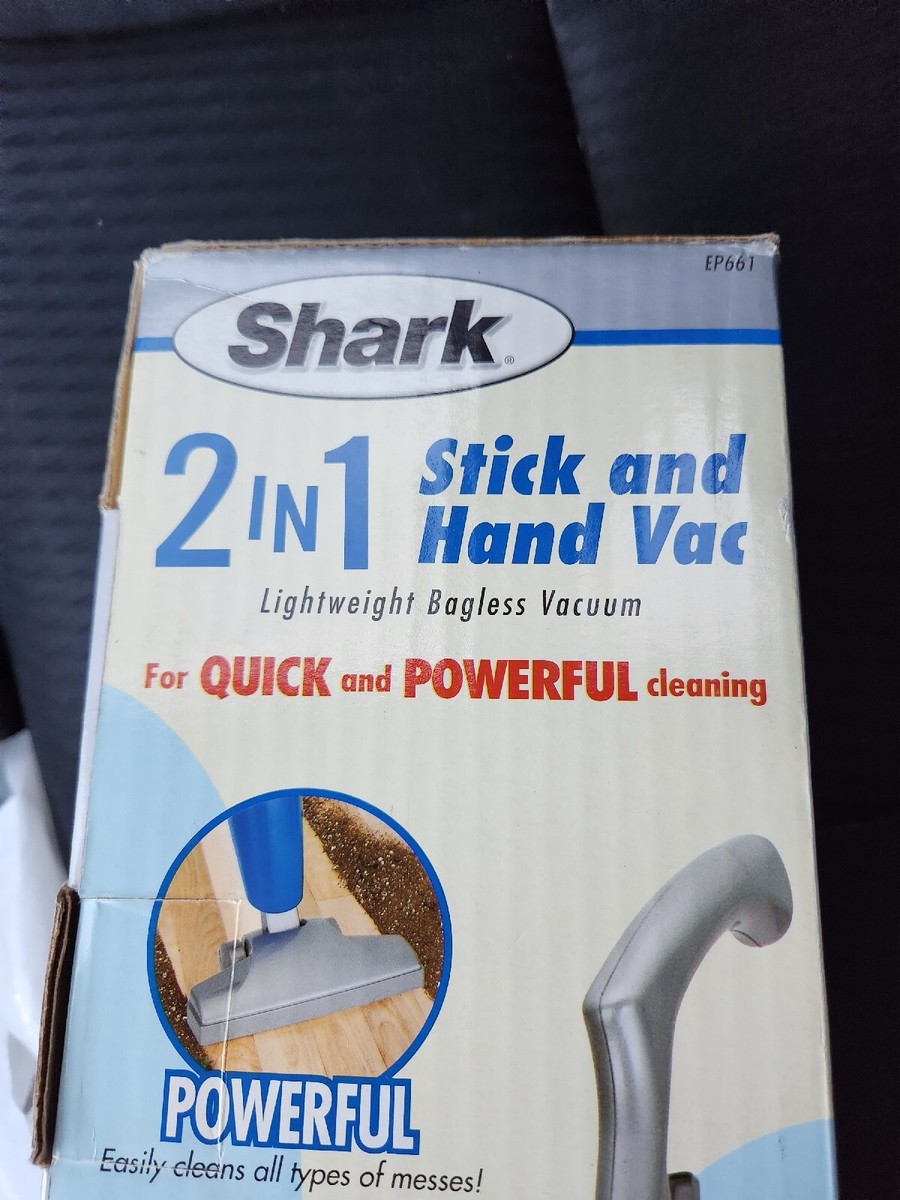 EP661
Shark®
2 IN 1 Stick and
Hand Vac
Lightweight Bagless Vacuum
For QUICK and POWERFUL cleaning
POWERFUL
Easily cleans all types of messes!